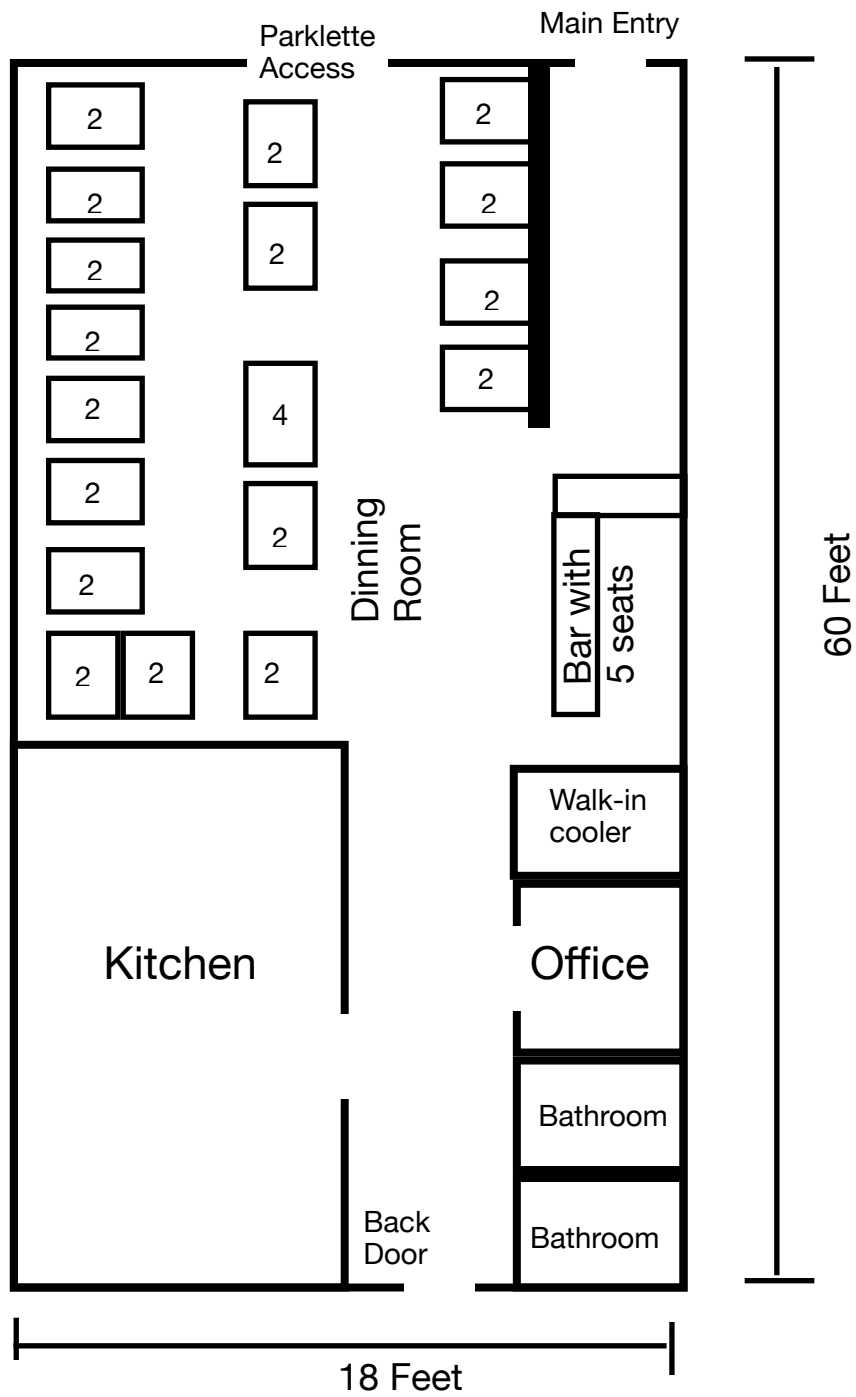 Main Entry
Parklette
Access
2
2
2
2
2
2
2
2
2
2
2
2
2
4
2
2
2
2
2
2
Dinning
Room
Bar with
5 seats
60 Feet
Walk-in
cooler
Kitchen
Office
Bathroom
Back
Door
Bathroom
18 Feet